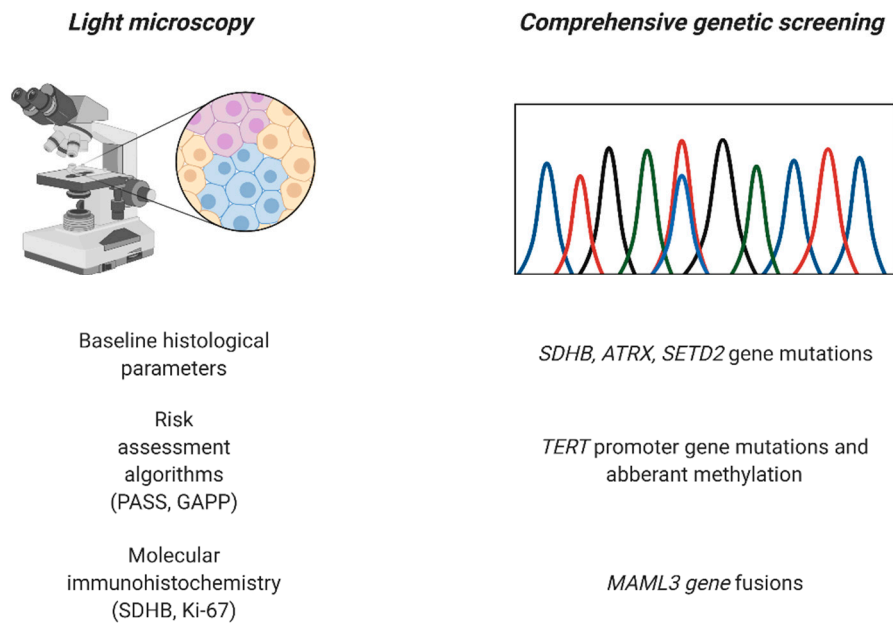 Light microscopy
Comprehensive genetic screening
Baseline histological
parameters
Risk
assessment
algorithms
(PASS, GAPP)
Molecular
immunohistochemistry
(SDHB, Ki-67)
SDHB, ATRX, SETD2 gene mutations
TERT promoter gene mutations and
abberant methylation
MAML3 gene fusions